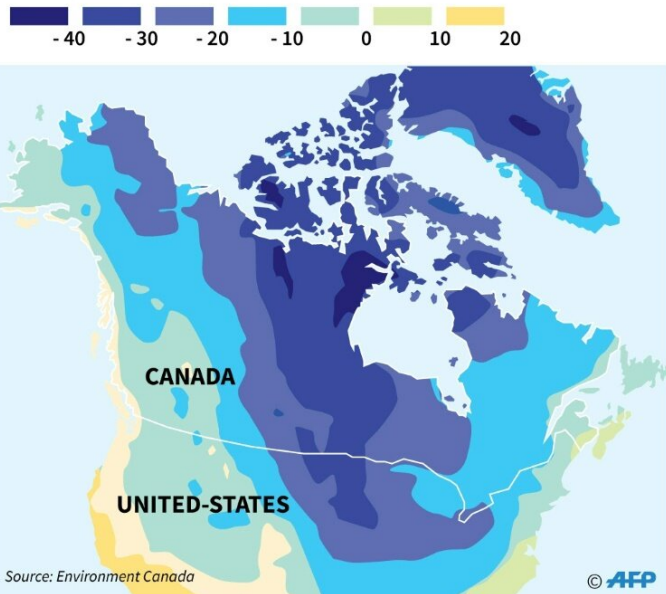 - 40 - 30 - 20 - 10 0 10 20
CANADA
UNITED-STATES
Source: Environment Canada
© AFP